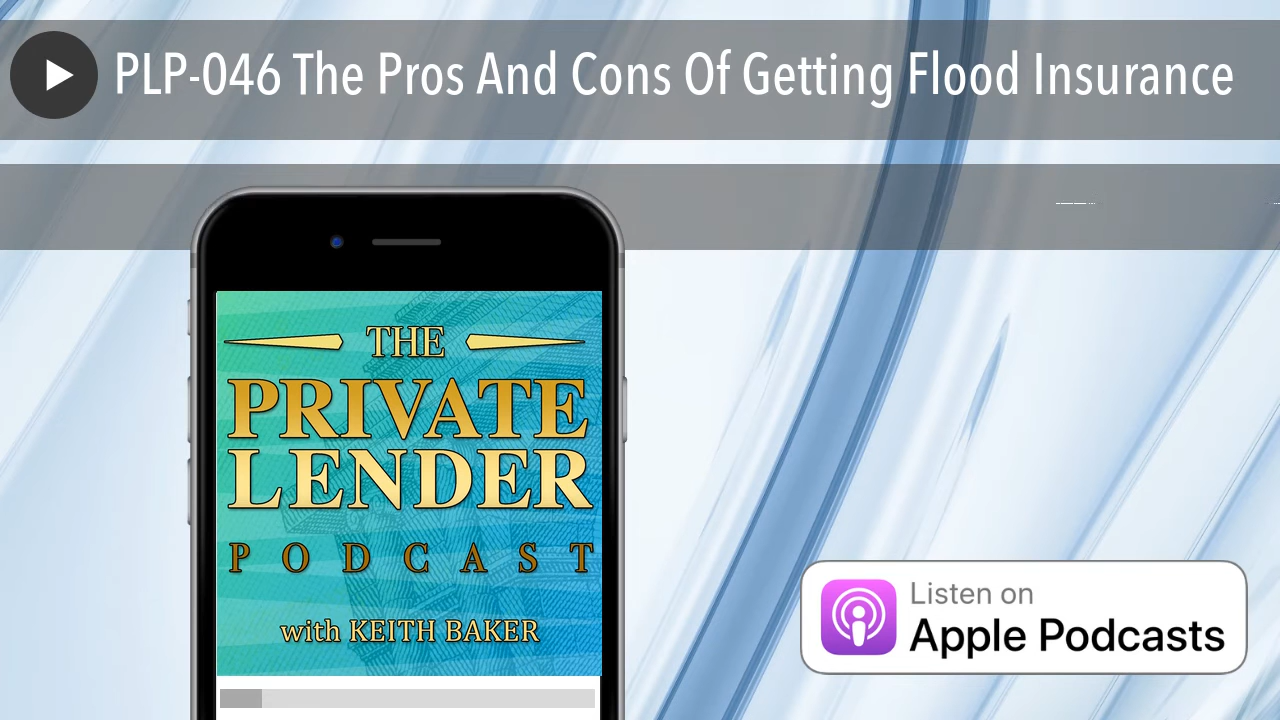 PLP-046 The Pros And Cons Of Getting Flood Insurance
THE
PRIVATE
LENDER
PODCAST
with KEITH BAKER
Listen on
Apple Podcasts